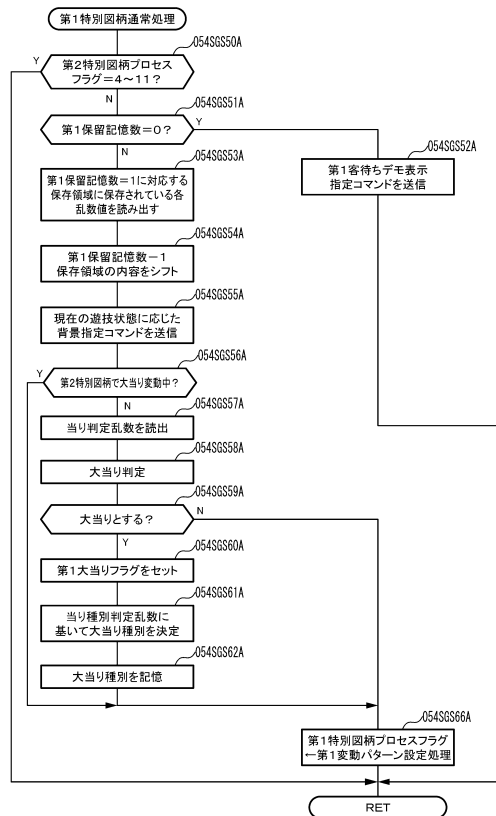 第1特別図柄通常処理
054SGS50A
Y
第2特別図柄プロセス
フラグ=4~11?
N
054SGS51A
第1保留記憶数=0?
Y
N
054SGS52A
第1客待ちデモ表示
指定コマンドを送信
054SGS53A
第1保留記憶数=1に対応する
保存領域に保存されている各
乱数値を読み出す
054SGS54A
第1保留記憶数-1
保存領域の内容をシフト
054SGS55A
現在の遊技状態に応じた
背景指定コマンドを送信
054SGS56A
Y
第2特別図柄で大当り変動中?
N
054SGS57A
当り判定乱数を読出
054SGS58A
大当り判定
054SGS59A
大当りとする?
N
Y
054SGS60A
第1大当りフラグをセット
054SGS61A
当り種別判定乱数に
基いて大当り種別を決定
054SGS62A
大当り種別を記憶
054SGS66A
第1特別図柄プロセスフラグ
←第1変動パターン設定処理
RET